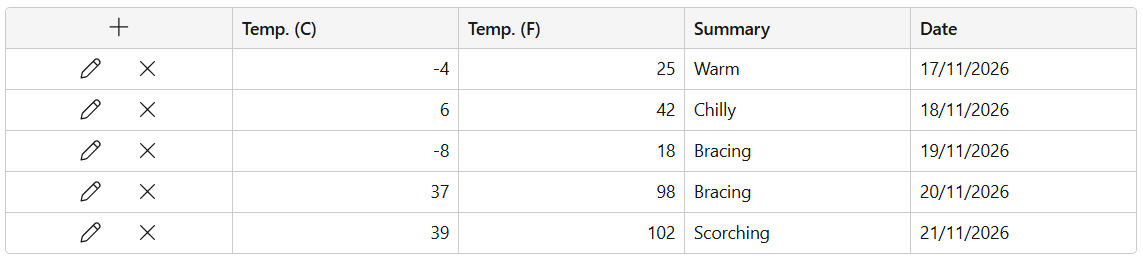 Temp. (C) Temp. (F) Summary Date
-4 25 Warm 17/11/2026
6 42 Chilly 18/11/2026
-8 18 Bracing 19/11/2026
37 98 Bracing 20/11/2026
39 102 Scorching 21/11/2026